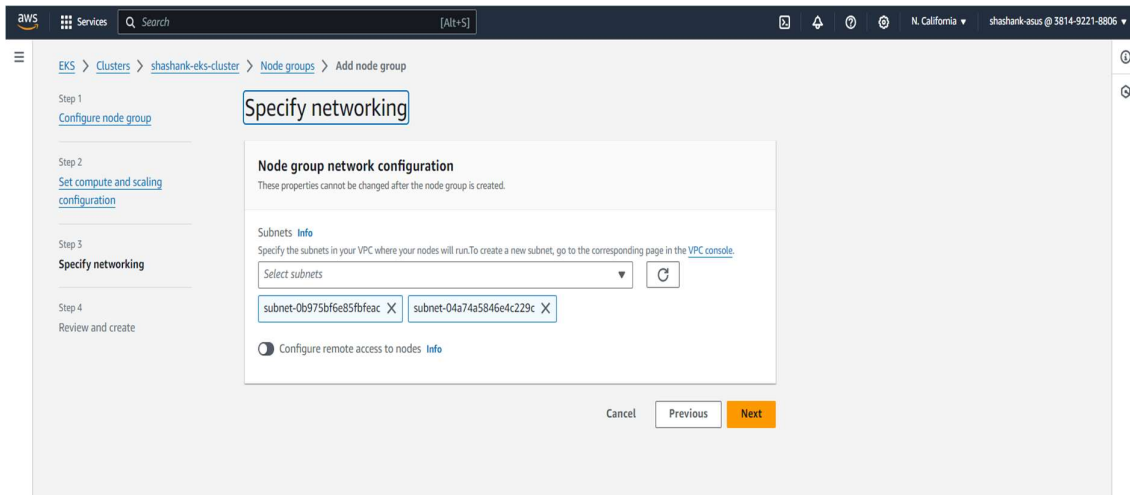 aws
Services
Search
[Alt+S]
N. California
shashank-asus @ 3814-9221-8806
EKS > Clusters > shashank-eks-cluster > Node groups > Add node group
Step 1
Configure node group
Step 2
Set compute and scaling
configuration
Step 3
Specify networking
Step 4
Review and create
Specify networking
Node group network configuration
These properties cannot be changed after the node group is created.
Subnets Info
Specify the subnets in your VPC where your nodes will run.To create a new subnet, go to the corresponding page in the VPC console.
Select subnets
subnet-0b975bf6e85fbfeac
subnet-04a74a5846e4c229c
Configure remote access to nodes Info
Cancel
Previous
Next